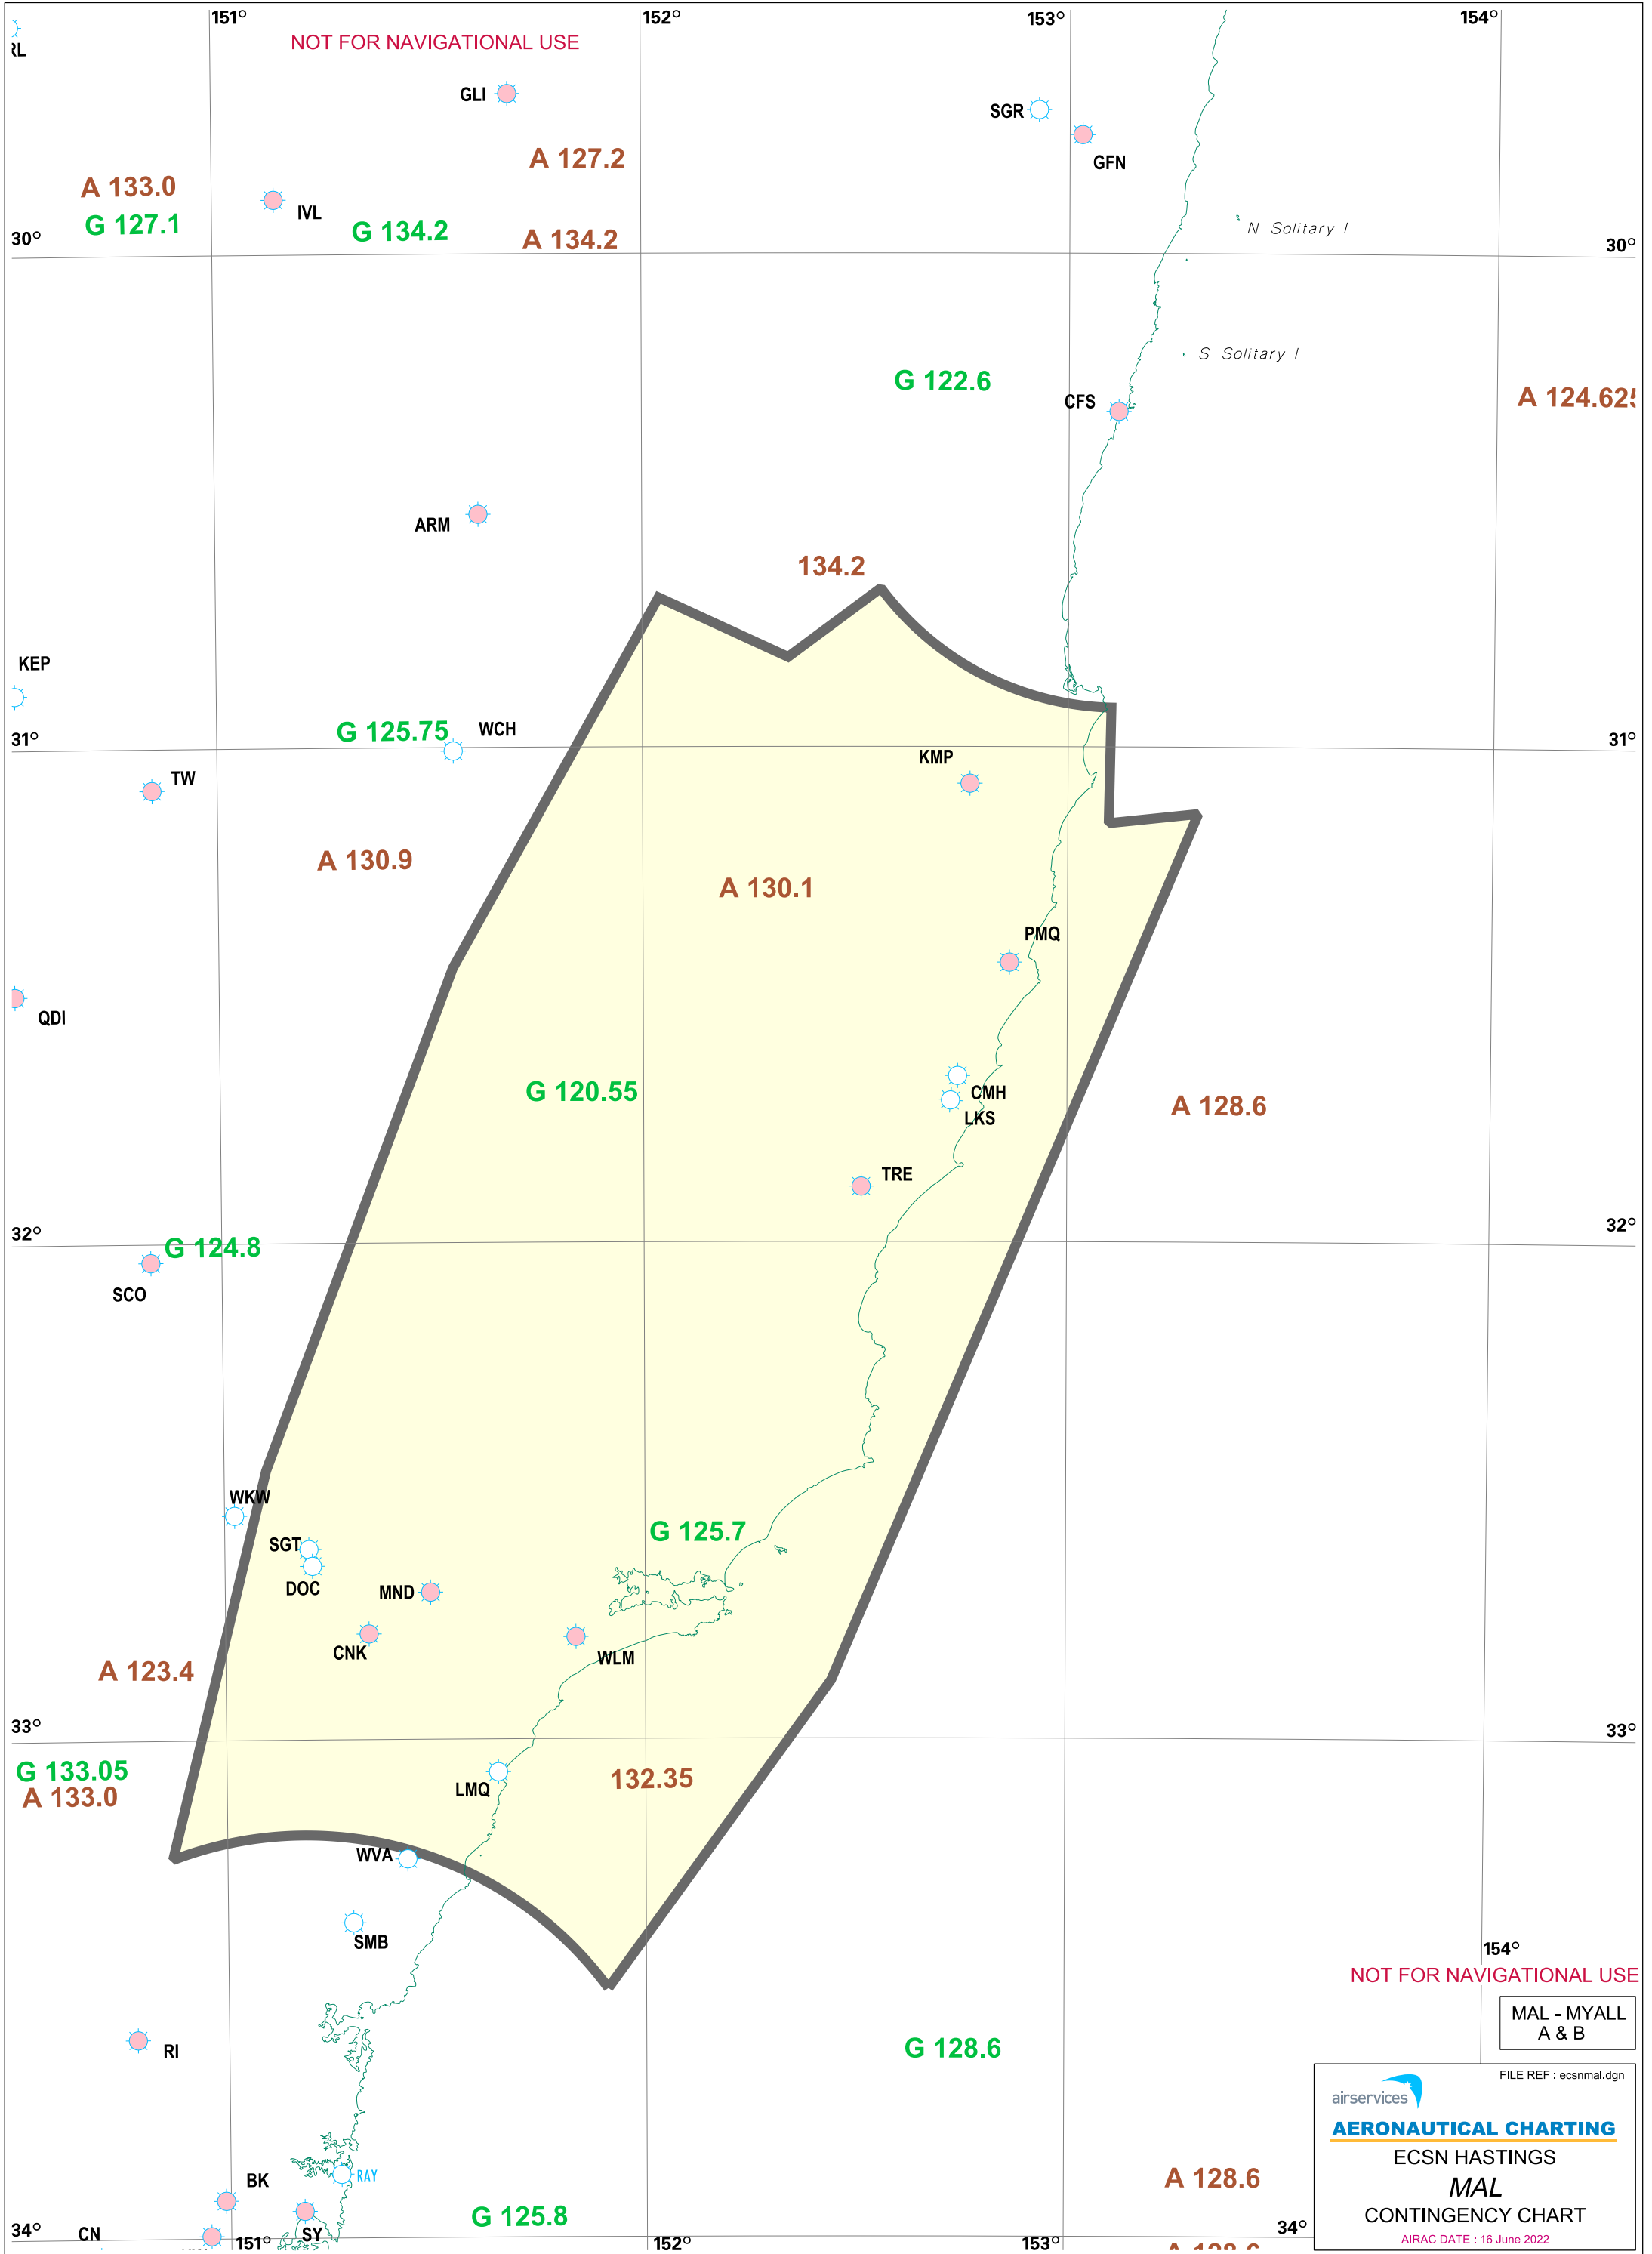 151°
152°
153°
154°
NOT FOR NAVIGATIONAL USE
RL
GLI
SGR
GFN
A 127.2
A 133.0
G 127.1
IVL
G 134.2
A 134.2
N Solitary I
30°
30°
S Solitary I
G 122.6
CFS
A 124.625
ARM
134.2
KEP
G 125.75
WCH
31°
31°
KMP
TW
A 130.9
A 130.1
PMQ
QDI
G 120.55
CMH
LKS
A 128.6
TRE
32°
G 124.8
32°
SCO
WKW
SGT
G 125.7
DOC
MND
CNK
WLM
A 123.4
33°
33°
G 133.05
A 133.0
LMQ
132.35
WVA
SMB
154°
NOT FOR NAVIGATIONAL USE
MAL - MYALL
A & B
RI
G 128.6
FILE REF : ecsnmal.dgn
airservices
AERONAUTICAL CHARTING
ECSN HASTINGS
MAL
CONTINGENCY CHART
AIRAC DATE : 16 June 2022
RAY
BK
A 128.6
G 125.8
34°
CN
SY
34°
151°
152°
153°
A 128.6